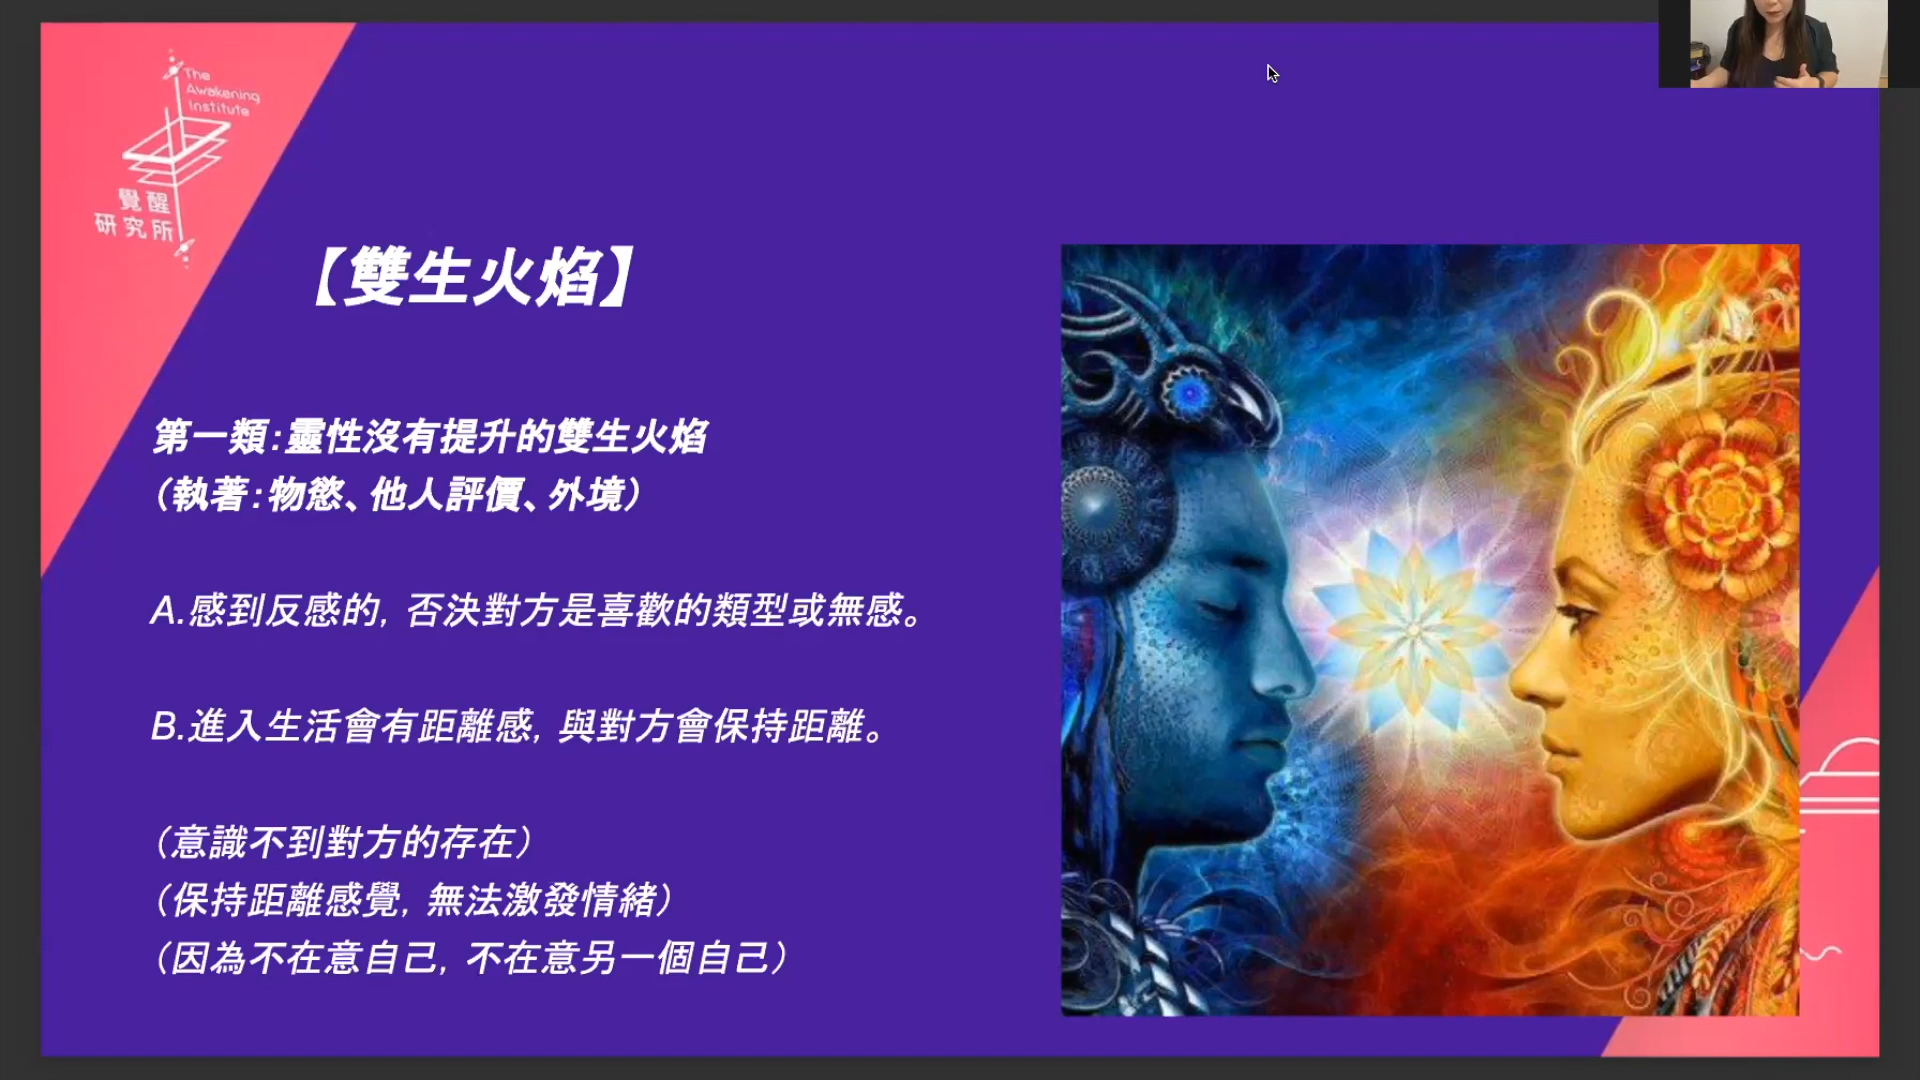 The
Awakening
Institute
覺醒
研究所
【雙生火焰】
第一類：靈性沒有提升的雙生火焰
（執著：物慾、他人評價、外境）
A.感到反感的，否決對方是喜歡的類型或無感。
B.進入生活會有距離感，與對方會保持距離。
（意識不到對方的存在）
（保持距離感覺，無法激發情緒）
（因為不在意自己，不在意另一個自己）